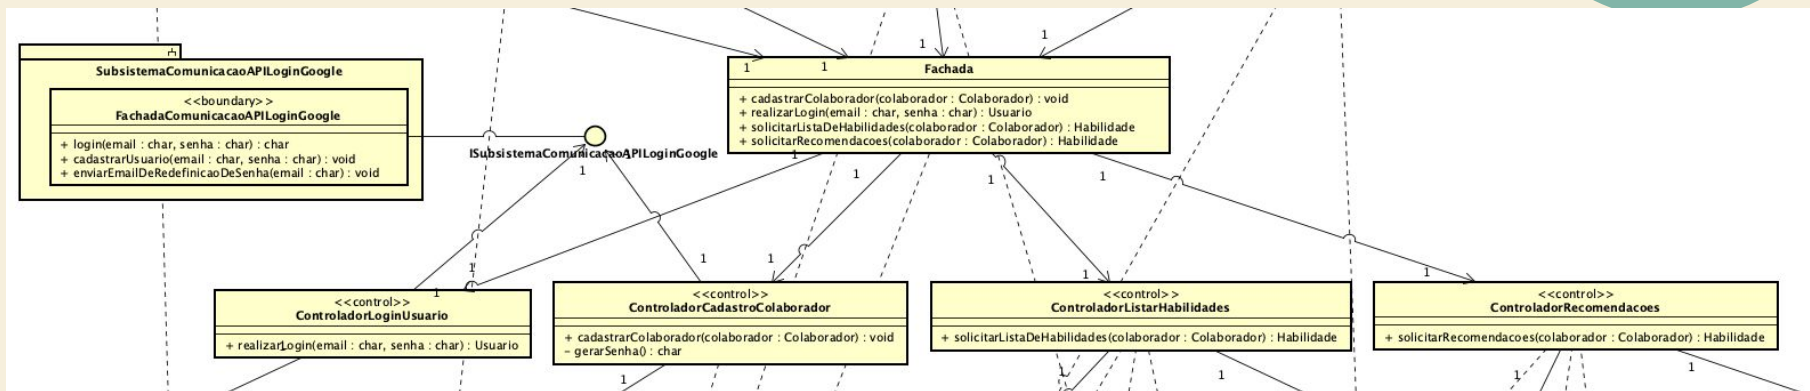 1
1
1
1
SubsistemaComunicacaoAPILoginGoogle
<<boundary>>
FachadaComunicacaoAPILoginGoogle
+ login(email : char, senha : char) : char
+ cadastrarUsuario(email : char, senha : char) : void
+ enviarEmailDeRedefinicaoDeSenha(email : char) : void
ISubsistemaComunicacaoAPILoginGoogle
Fachada
+ cadastrarColaborador(colaborador : Colaborador) : void
+ realizarLogin(email : char, senha : char) : Usuario
+ solicitarListaDeHabilidades(colaborador : Colaborador) : Habilidade
+ solicitarRecomendacoes(colaborador : Colaborador) : Habilidade
1
1
1
1
1
1
1
1
1
1
1
1
<<control>>
ControladorLoginUsuario
+ realizarLogin(email : char, senha : char) : Usuario
1
<<control>>
ControladorCadastroColaborador
+ cadastrarColaborador(colaborador : Colaborador) : void
- gerarSenha() : char
<<control>>
ControladorListarHabilidades
+ solicitarListaDeHabilidades(colaborador : Colaborador) : Habilidade
<<control>>
ControladorRecomendacoes
+ solicitarRecomendacoes(colaborador : Colaborador) : Habilidade
1
1
1
1
1